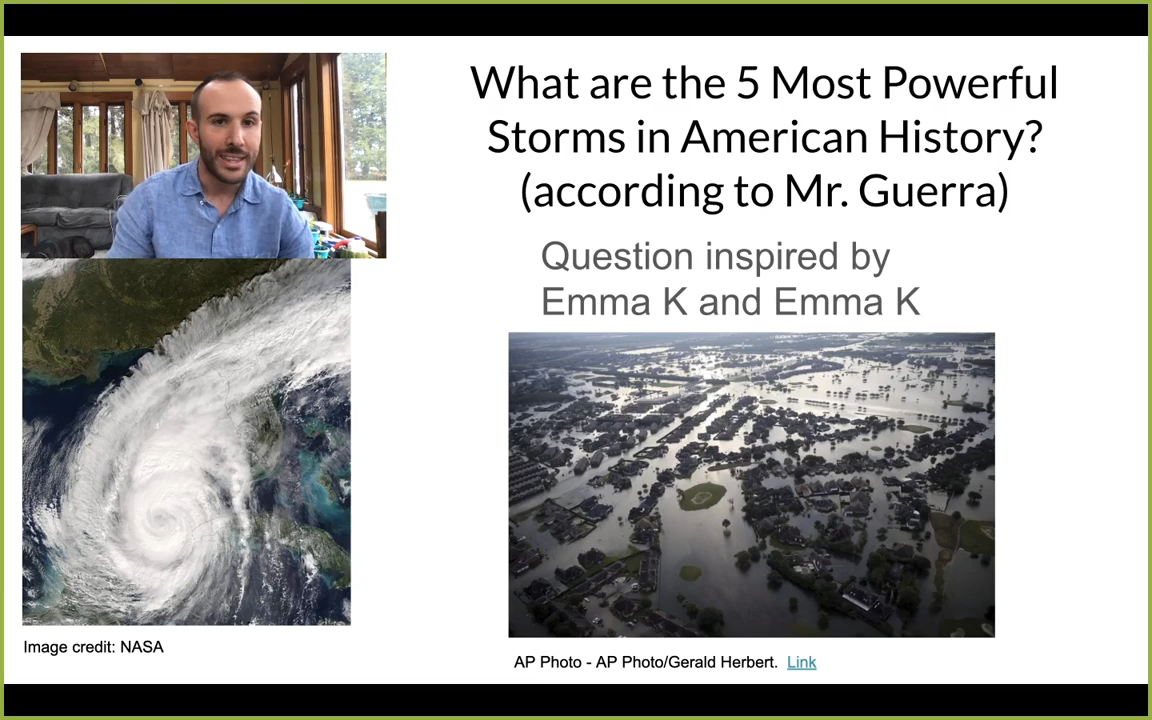 What are the 5 Most Powerful
Storms in American History?
(according to Mr. Guerra)
Question inspired by
Emma K and Emma K
Image credit: NASA
AP Photo - AP Photo/Gerald Herbert. Link